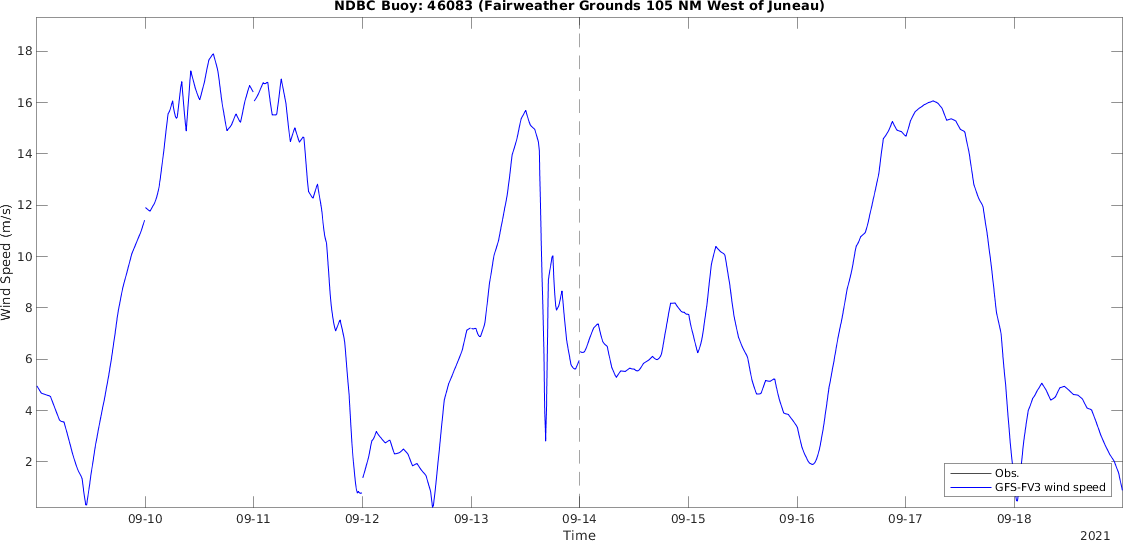 NDBC Buoy: 46083 (Fairweather Grounds 105 NM West of Juneau)
18
16
14
12
10
8
6
4
2
Wind Speed (m/s)
Obs.
GFS-FV3 wind speed
09-10 09-11 09-12 09-13 09-14 09-15 09-16 09-17 09-18
Time
2021